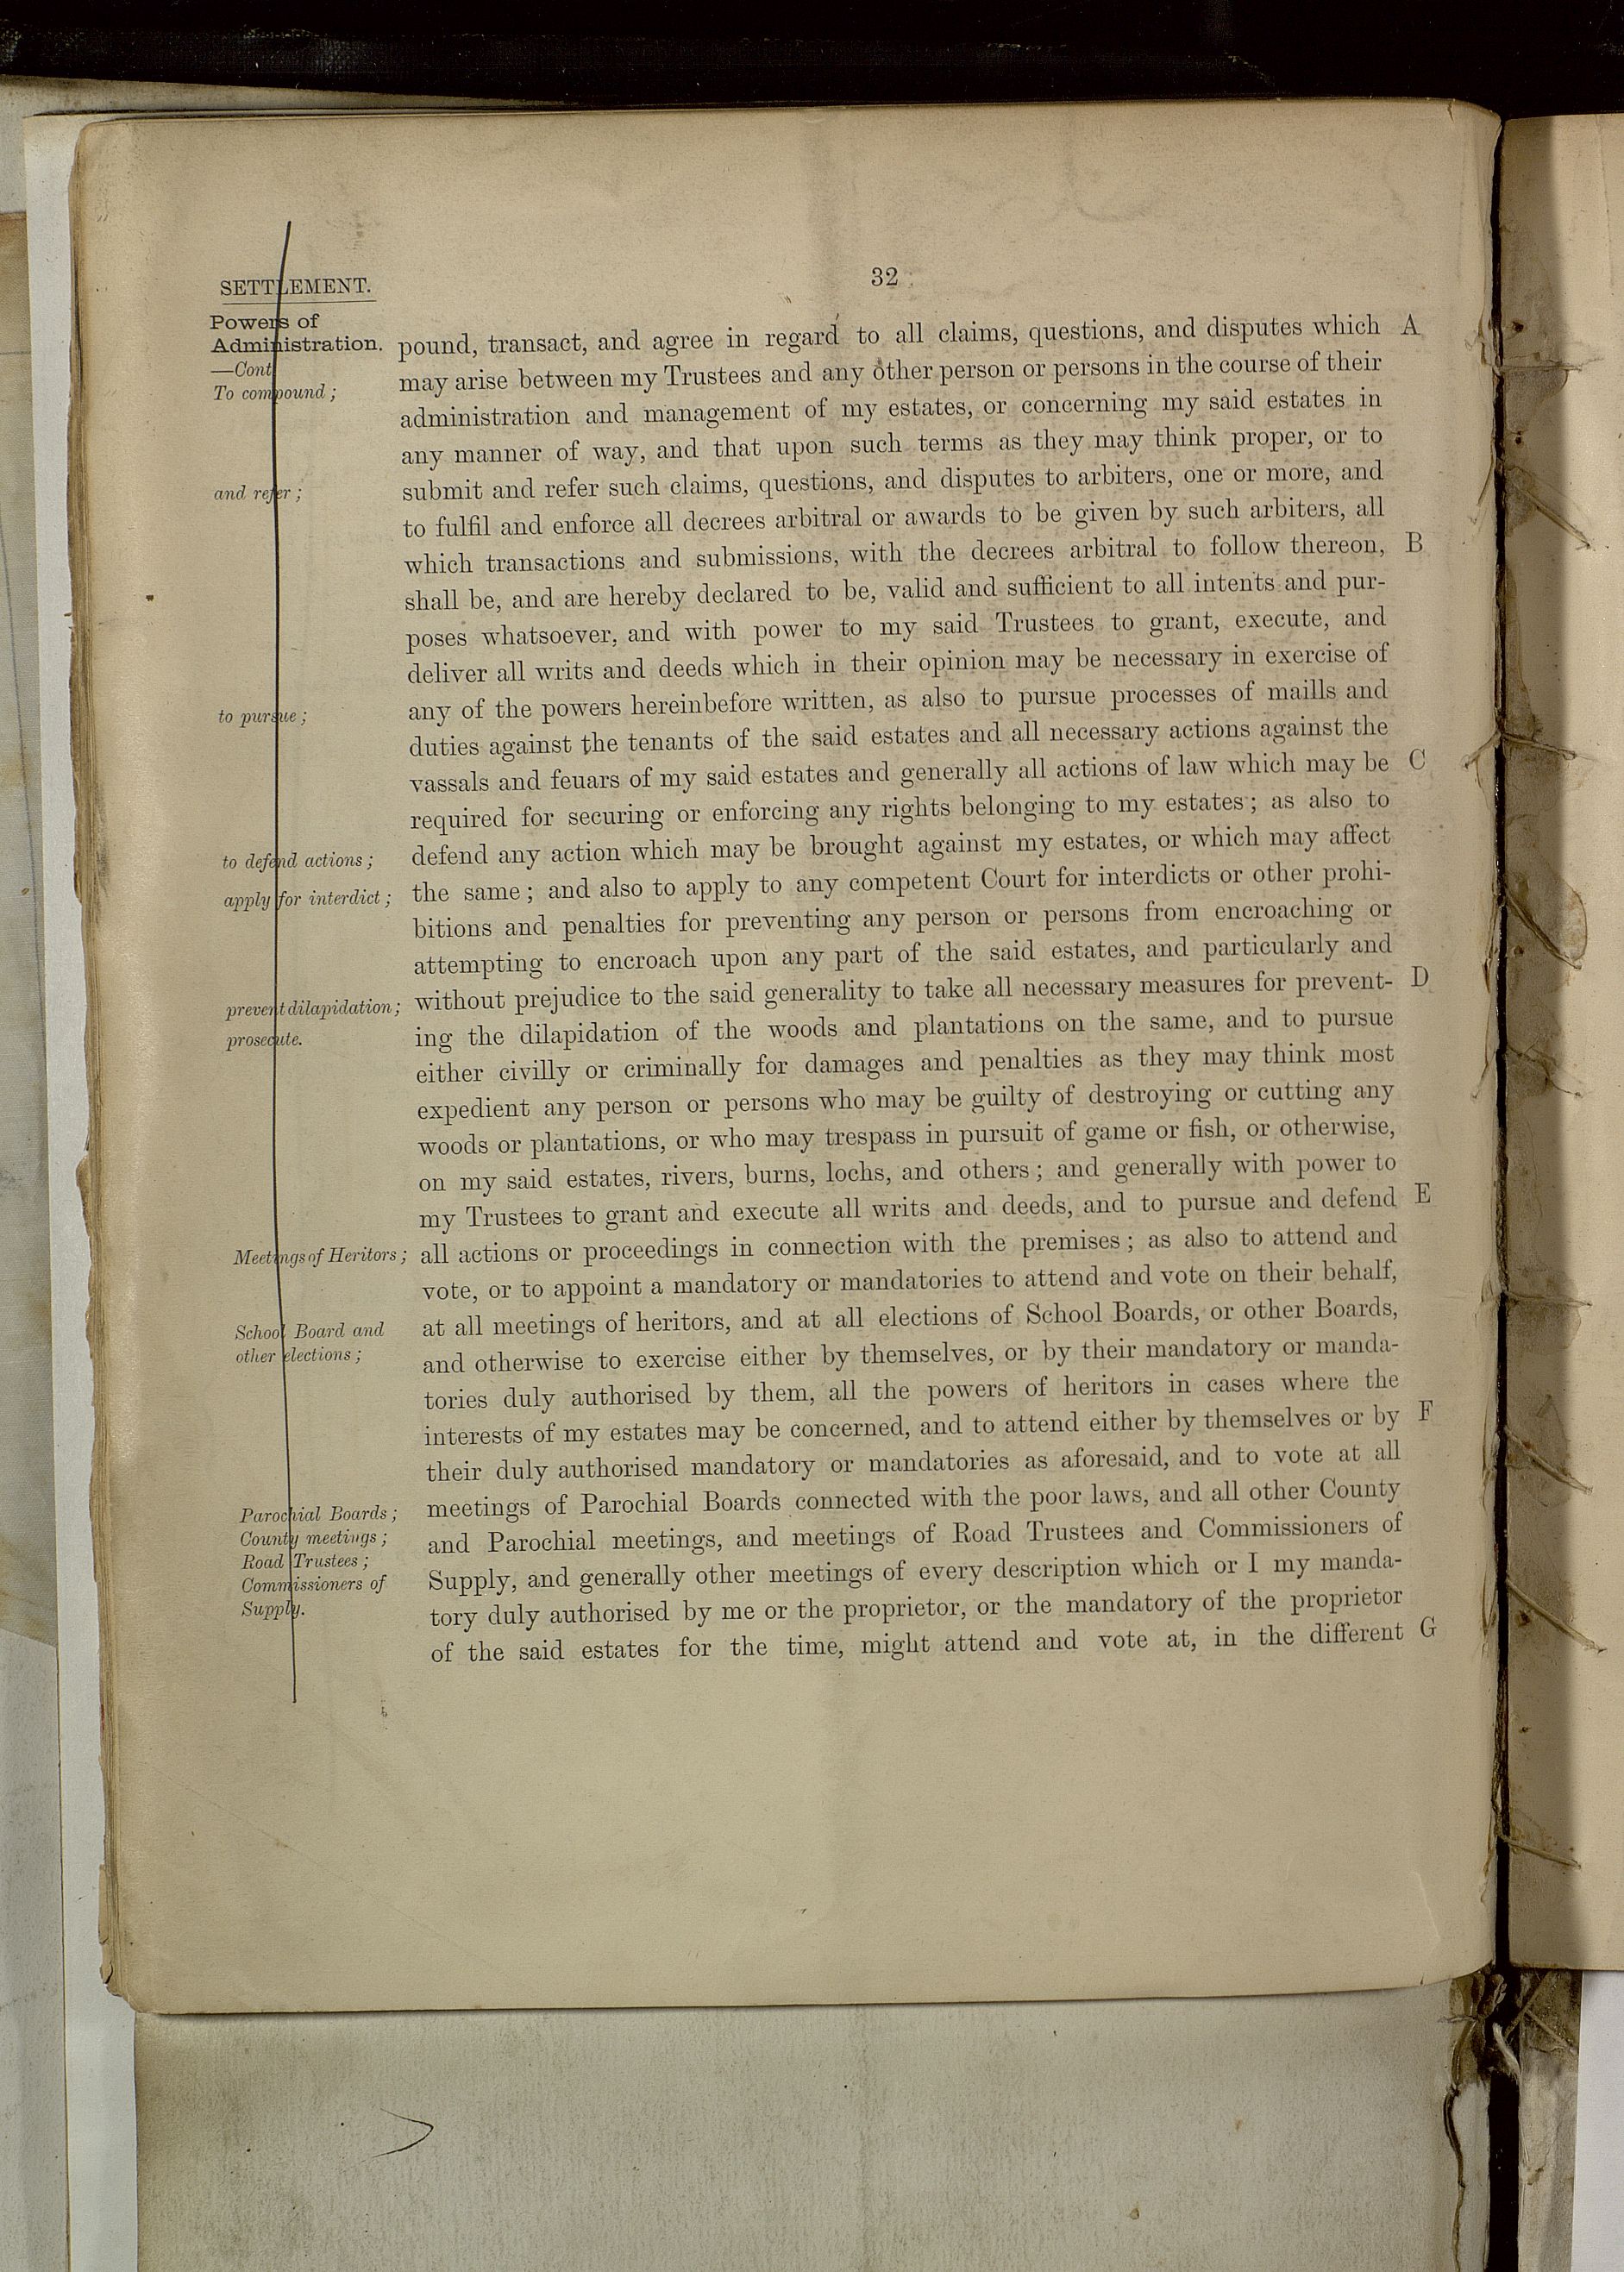 32
SETTLEMENT.
Powers of
Administration.
—Cont.
To compound;
and refer;
to pursue;
to defend actions;
apply for interdict;
prevent dilapidation;
prosecute.
Meetings of Heritors;
School Board and
other elections;
Parochial Boards;
County meetings;
Road Trustees;
Commissioners of
Supply.
pound, transact, and agree in regard to all claims, questions, and disputes which A
may arise between my Trustees and any other person or persons in the course of their
administration and management of my estates, or concerning my said estates in
any manner of way, and that upon such terms as they may think proper, or to
submit and refer such claims, questions, and disputes to arbiters, one or more, and
to fulfil and enforce all decrees arbitral or awards to be given by such arbiters, all
which transactions and submissions, with the decrees arbitral to follow thereon, B
shall be, and are hereby declared to be, valid and sufficient to all intents and pur-
poses whatsoever, and with power to my said Trustees to grant, execute, and
deliver all writs and deeds which in their opinion may be necessary in exercise of
any of the powers hereinbefore written, as also to pursue processes of maills and
duties against the tenants of the said estates and all necessary actions against the
vassals and feuars of my said estates and generally all actions of law which may be C
required for securing or enforcing any rights belonging to my estates; as also to
defend any action which may be brought against my estates, or which may affect
the same; and also to apply to any competent Court for interdicts or other prohi-
bitions and penalties for preventing any person or persons from encroaching or
attempting to encroach upon any part of the said estates, and particularly and
without prejudice to the said generality to take all necessary measures for prevent- D
ing the dilapidation of the woods and plantations on the same, and to pursue
either civilly or criminally for damages and penalties as they may think most
expedient any person or persons who may be guilty of destroying or cutting any
woods or plantations, or who may trespass in pursuit of game or fish, or otherwise,
on my said estates, rivers, burns, lochs, and others; and generally with power to
my Trustees to grant and execute all writs and deeds, and to pursue and defend E
all actions or proceedings in connection with the premises; as also to attend and
vote, or to appoint a mandatory or mandatories to attend and vote on their behalf,
at all meetings of heritors, and at all elections of School Boards, or other Boards,
and otherwise to exercise either by themselves, or by their mandatory or manda-
tories duly authorised by them, all the powers of heritors in cases where the
interests of my estates may be concerned, and to attend either by themselves or by F
their duly authorised mandatory or mandatories as aforesaid, and to vote at all
meetings of Parochial Boards connected with the poor laws, and all other County
and Parochial meetings, and meetings of Road Trustees and Commissioners of
Supply, and generally other meetings of every description which or I my manda-
tory duly authorised by me or the proprietor, or the mandatory of the proprietor
of the said estates for the time, might attend and vote at, in the different G